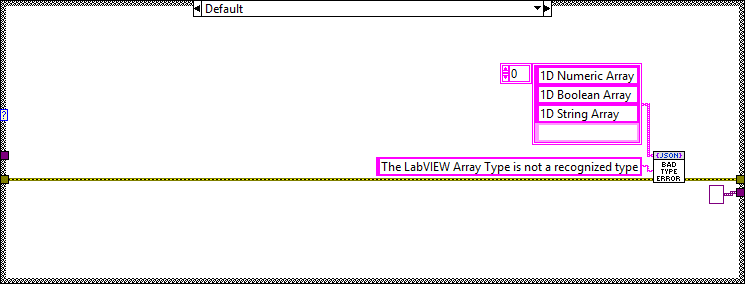 Default
0
1D Numeric Array
1D Boolean Array
1D String Array
?
The LabVIEW Array Type is not a recognized type
{JSON}
BAD
TYPE
ERROR